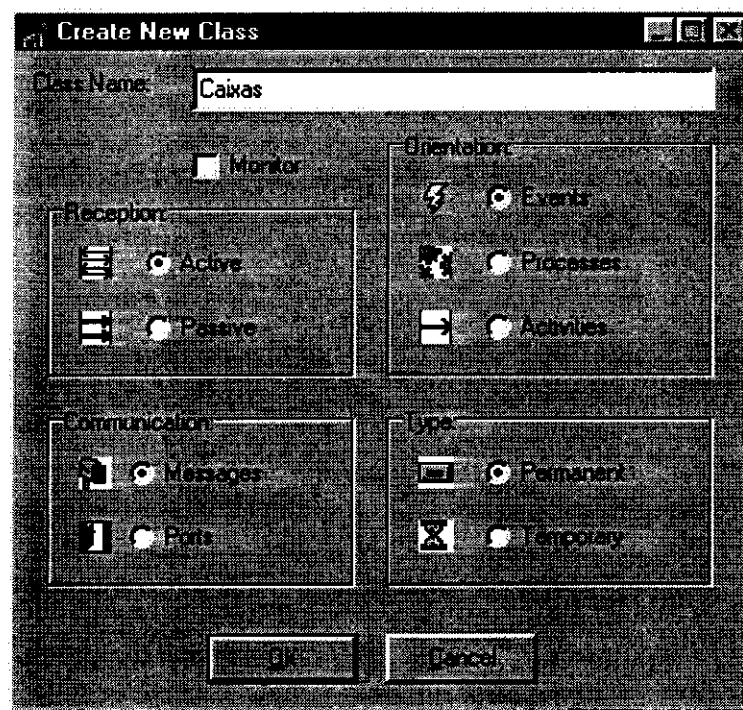 Create New Class
Class Name:
Caixas
Monitor
Orientation:
Events
Processes
Activities
Reception:
Active
Passive
Communication:
Messages
Ports
Type:
Permanent
Temporary
Ok
Cancel